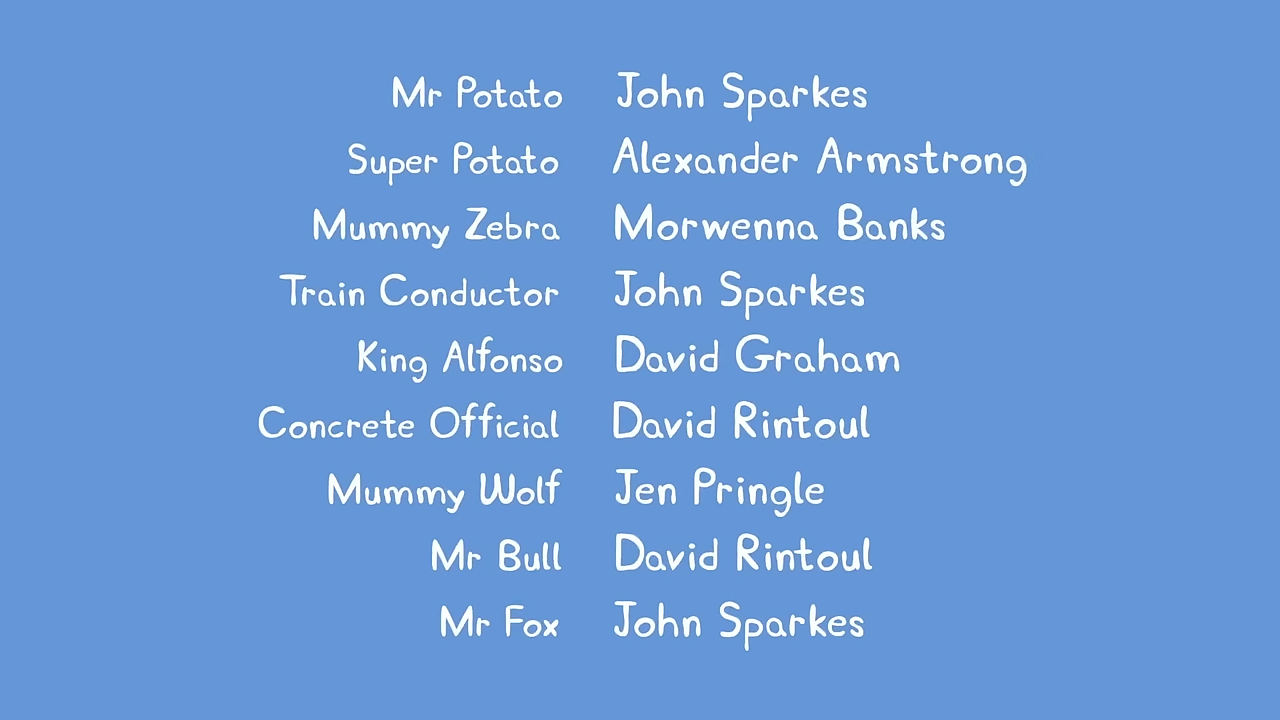 Mr Potato John Sparkes
Super Potato Alexander Armstrong
Mummy Zebra Morwenna Banks
Train Conductor John Sparkes
King Alfonso David Graham
Concrete Official David Rintoul
Mummy Wolf Jen Pringle
Mr Bull David Rintoul
Mr Fox John Sparkes